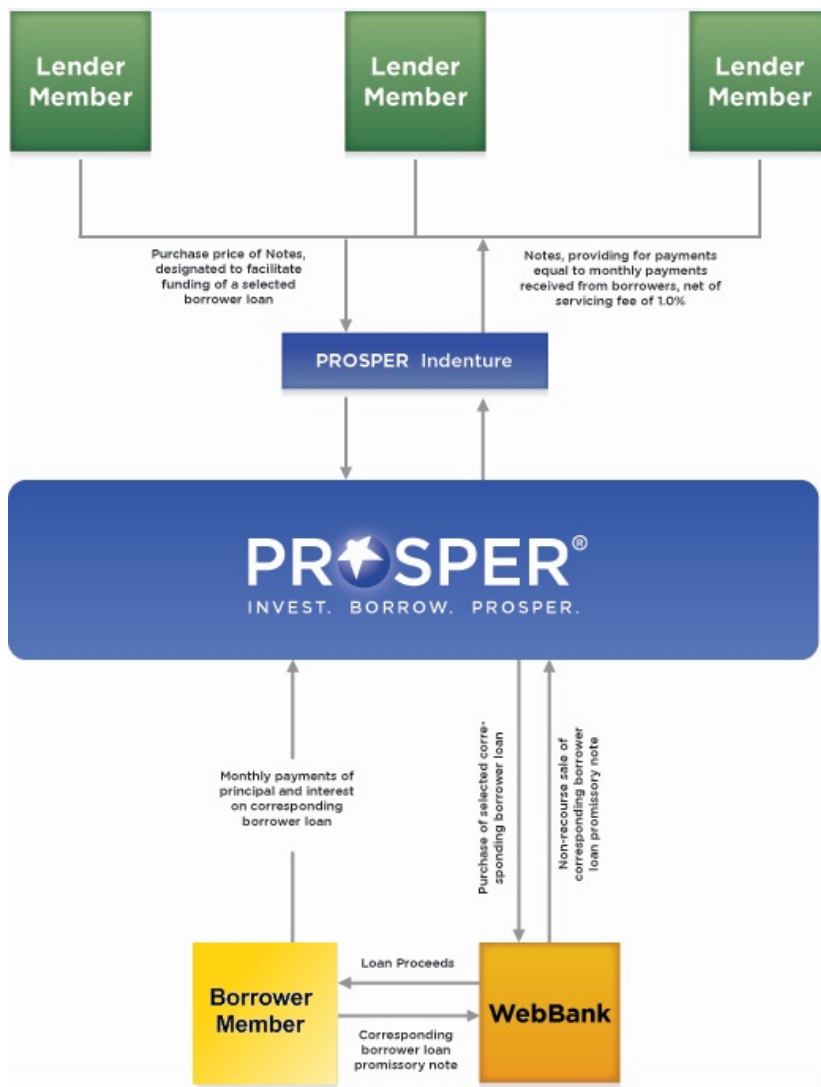 Lender
Member
Lender
Member
Lender
Member
Purchase price of Notes,
designated to facilitate
funding of a selected
borrower loan
Notes, providing for payments
equal to monthly payments
received from borrowers, net of
servicing fee of 1.0%
PROSPER Indenture
PROSPER®
INVEST. BORROW. PROSPER.
Monthly payments of
principal and interest
on corresponding
borrower loan
Purchase of selected corre-
sponding borrower loan
Non-recourse sale of
corresponding borrower
loan promissory note
Borrower
Member
Loan Proceeds
Corresponding
borrower loan
promissory note
WebBank